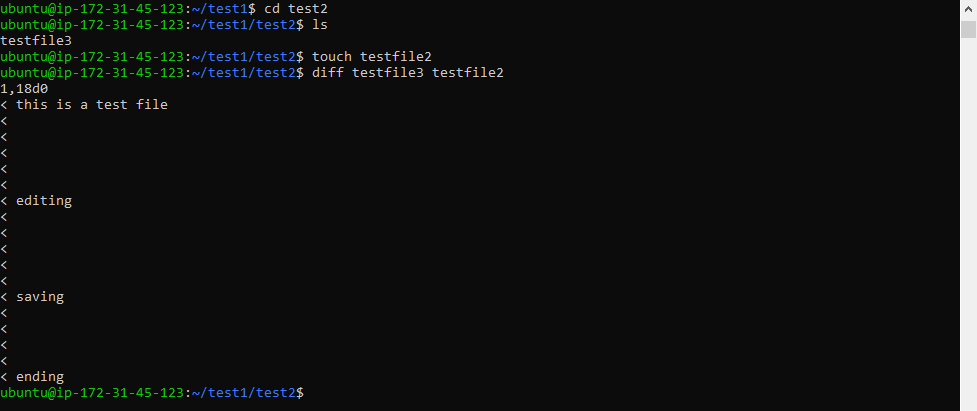 ubuntu@ip-172-31-45-123:~/test1$ cd test2
ubuntu@ip-172-31-45-123:~/test1/test2$ ls
testfile3
ubuntu@ip-172-31-45-123:~/test1/test2$ touch testfile2
ubuntu@ip-172-31-45-123:~/test1/test2$ diff testfile3 testfile2
1,18d0
< this is a test file
<
<
<
<
<
< editing
<
<
<
<
<
< saving
<
<
<
<
< ending
ubuntu@ip-172-31-45-123:~/test1/test2$